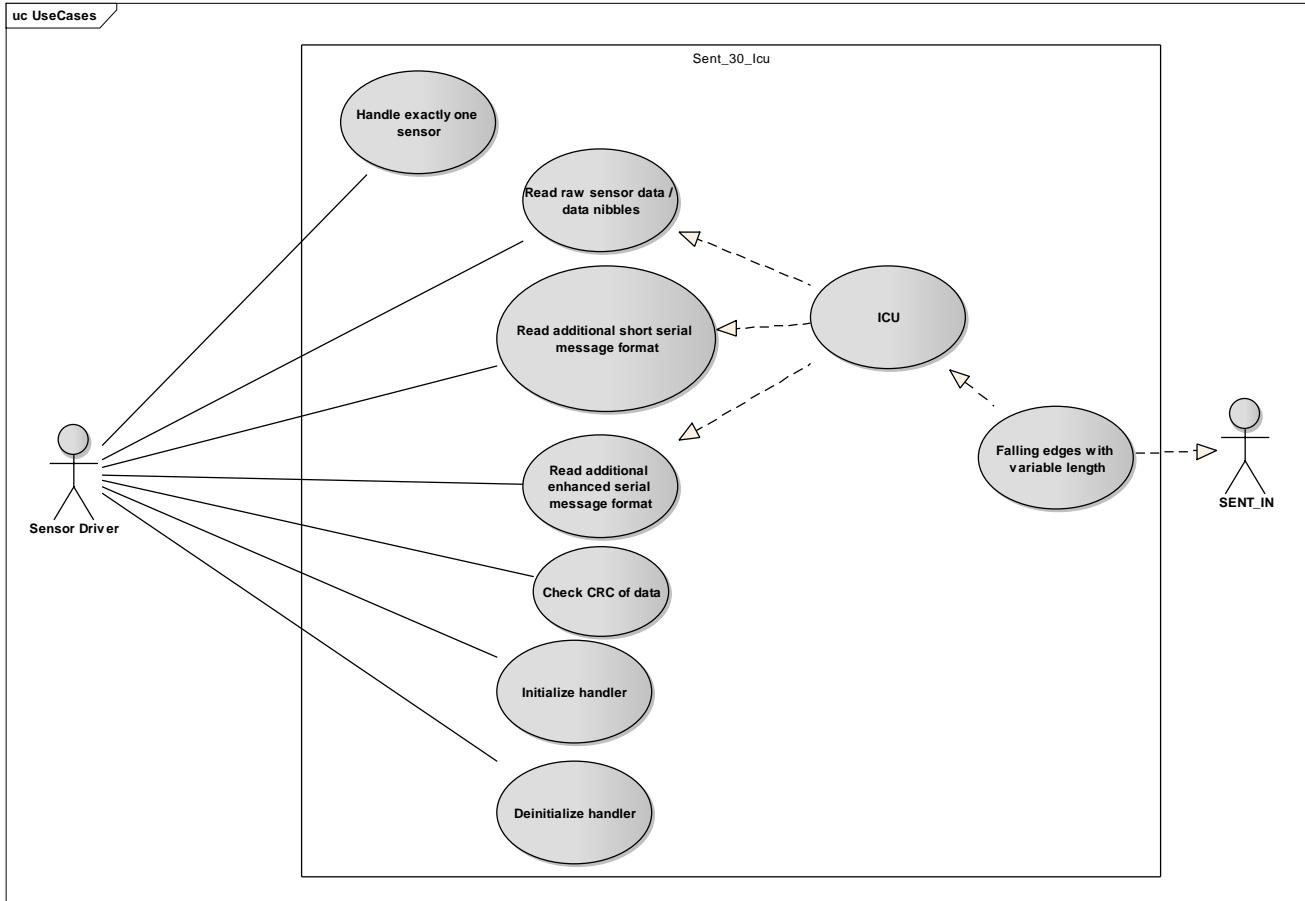 uc UseCases
Sent_30_Icu
Handle exactly one
sensor
Read raw sensor data /
data nibbles
Read additional short serial
message format
ICU
Read additional
enhanced serial
message format
Falling edges with
variable length
Sensor Driver
SENT_IN
Check CRC of data
Initialize handler
Deinitialize handler